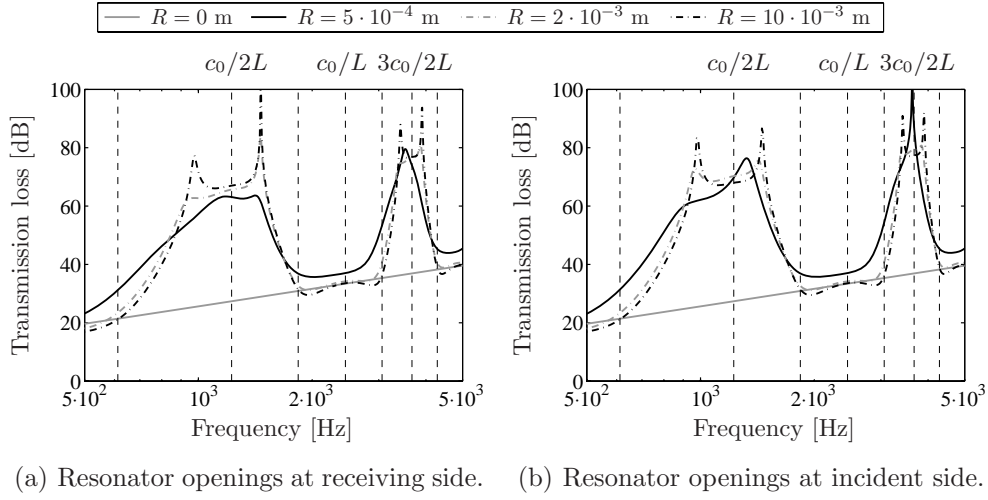 R = 0 m R = 5 · 10⁻⁴ m R = 2 · 10⁻³ m R = 10 · 10⁻³ m
c₀/2L c₀/L 3c₀/2L
c₀/2L c₀/L 3c₀/2L
Transmission loss [dB]
100
80
60
40
20
0
5·10² 10³ 2·10³ 5·10³
Frequency [Hz]
Transmission loss [dB]
100
80
60
40
20
0
5·10² 10³ 2·10³ 5·10³
Frequency [Hz]
(a) Resonator openings at receiving side.
(b) Resonator openings at incident side.